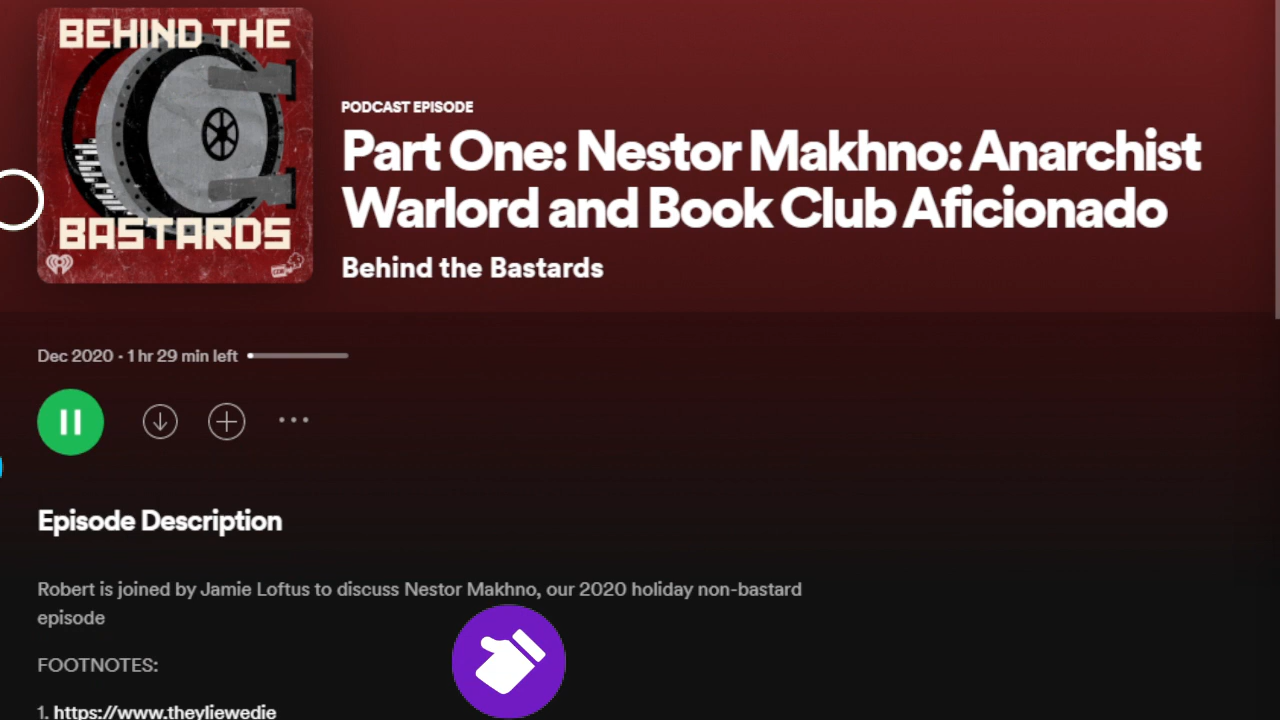 BEHIND THE
BASTARDS
PODCAST EPISODE
Part One: Nestor Makhno: Anarchist
Warlord and Book Club Aficionado
Behind the Bastards
Dec 2020 · 1 hr 29 min left
Episode Description
Robert is joined by Jamie Loftus to discuss Nestor Makhno, our 2020 holiday non-bastard
episode
FOOTNOTES:
1. https://www.theyliewedie